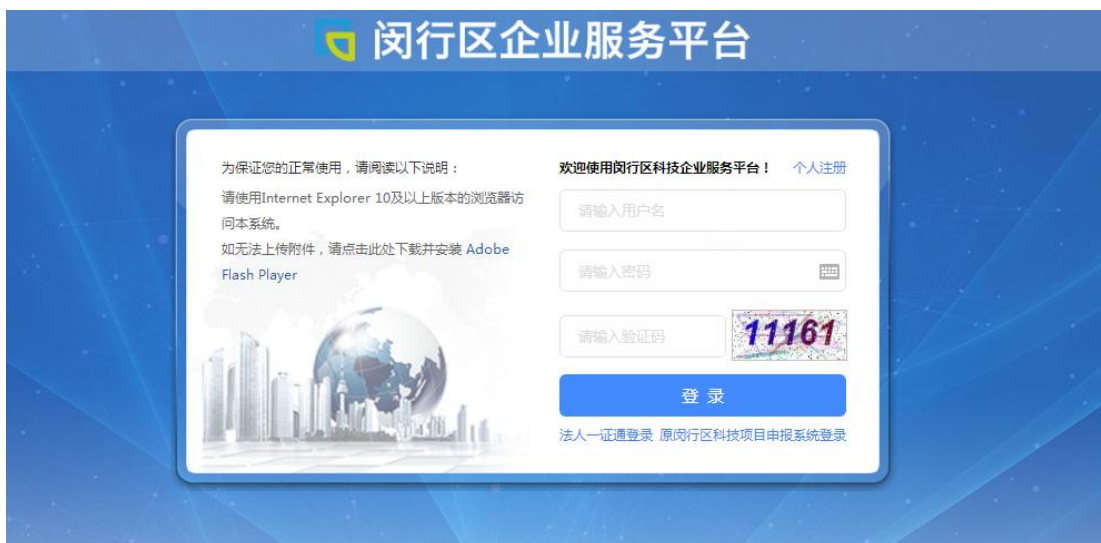 闵行区企业服务平台
为保证您的正常使用，请阅读以下说明：
请使用Internet Explorer 10及以上版本的浏览器访
问本系统。
如无法上传附件，请点击此处下载并安装 Adobe
Flash Player
欢迎使用闵行区科技企业服务平台！ 个人注册
请输入用户名
请输入密码
请输入验证码
11161
登 录
法人一证通登录 原闵行区科技项目申报系统登录